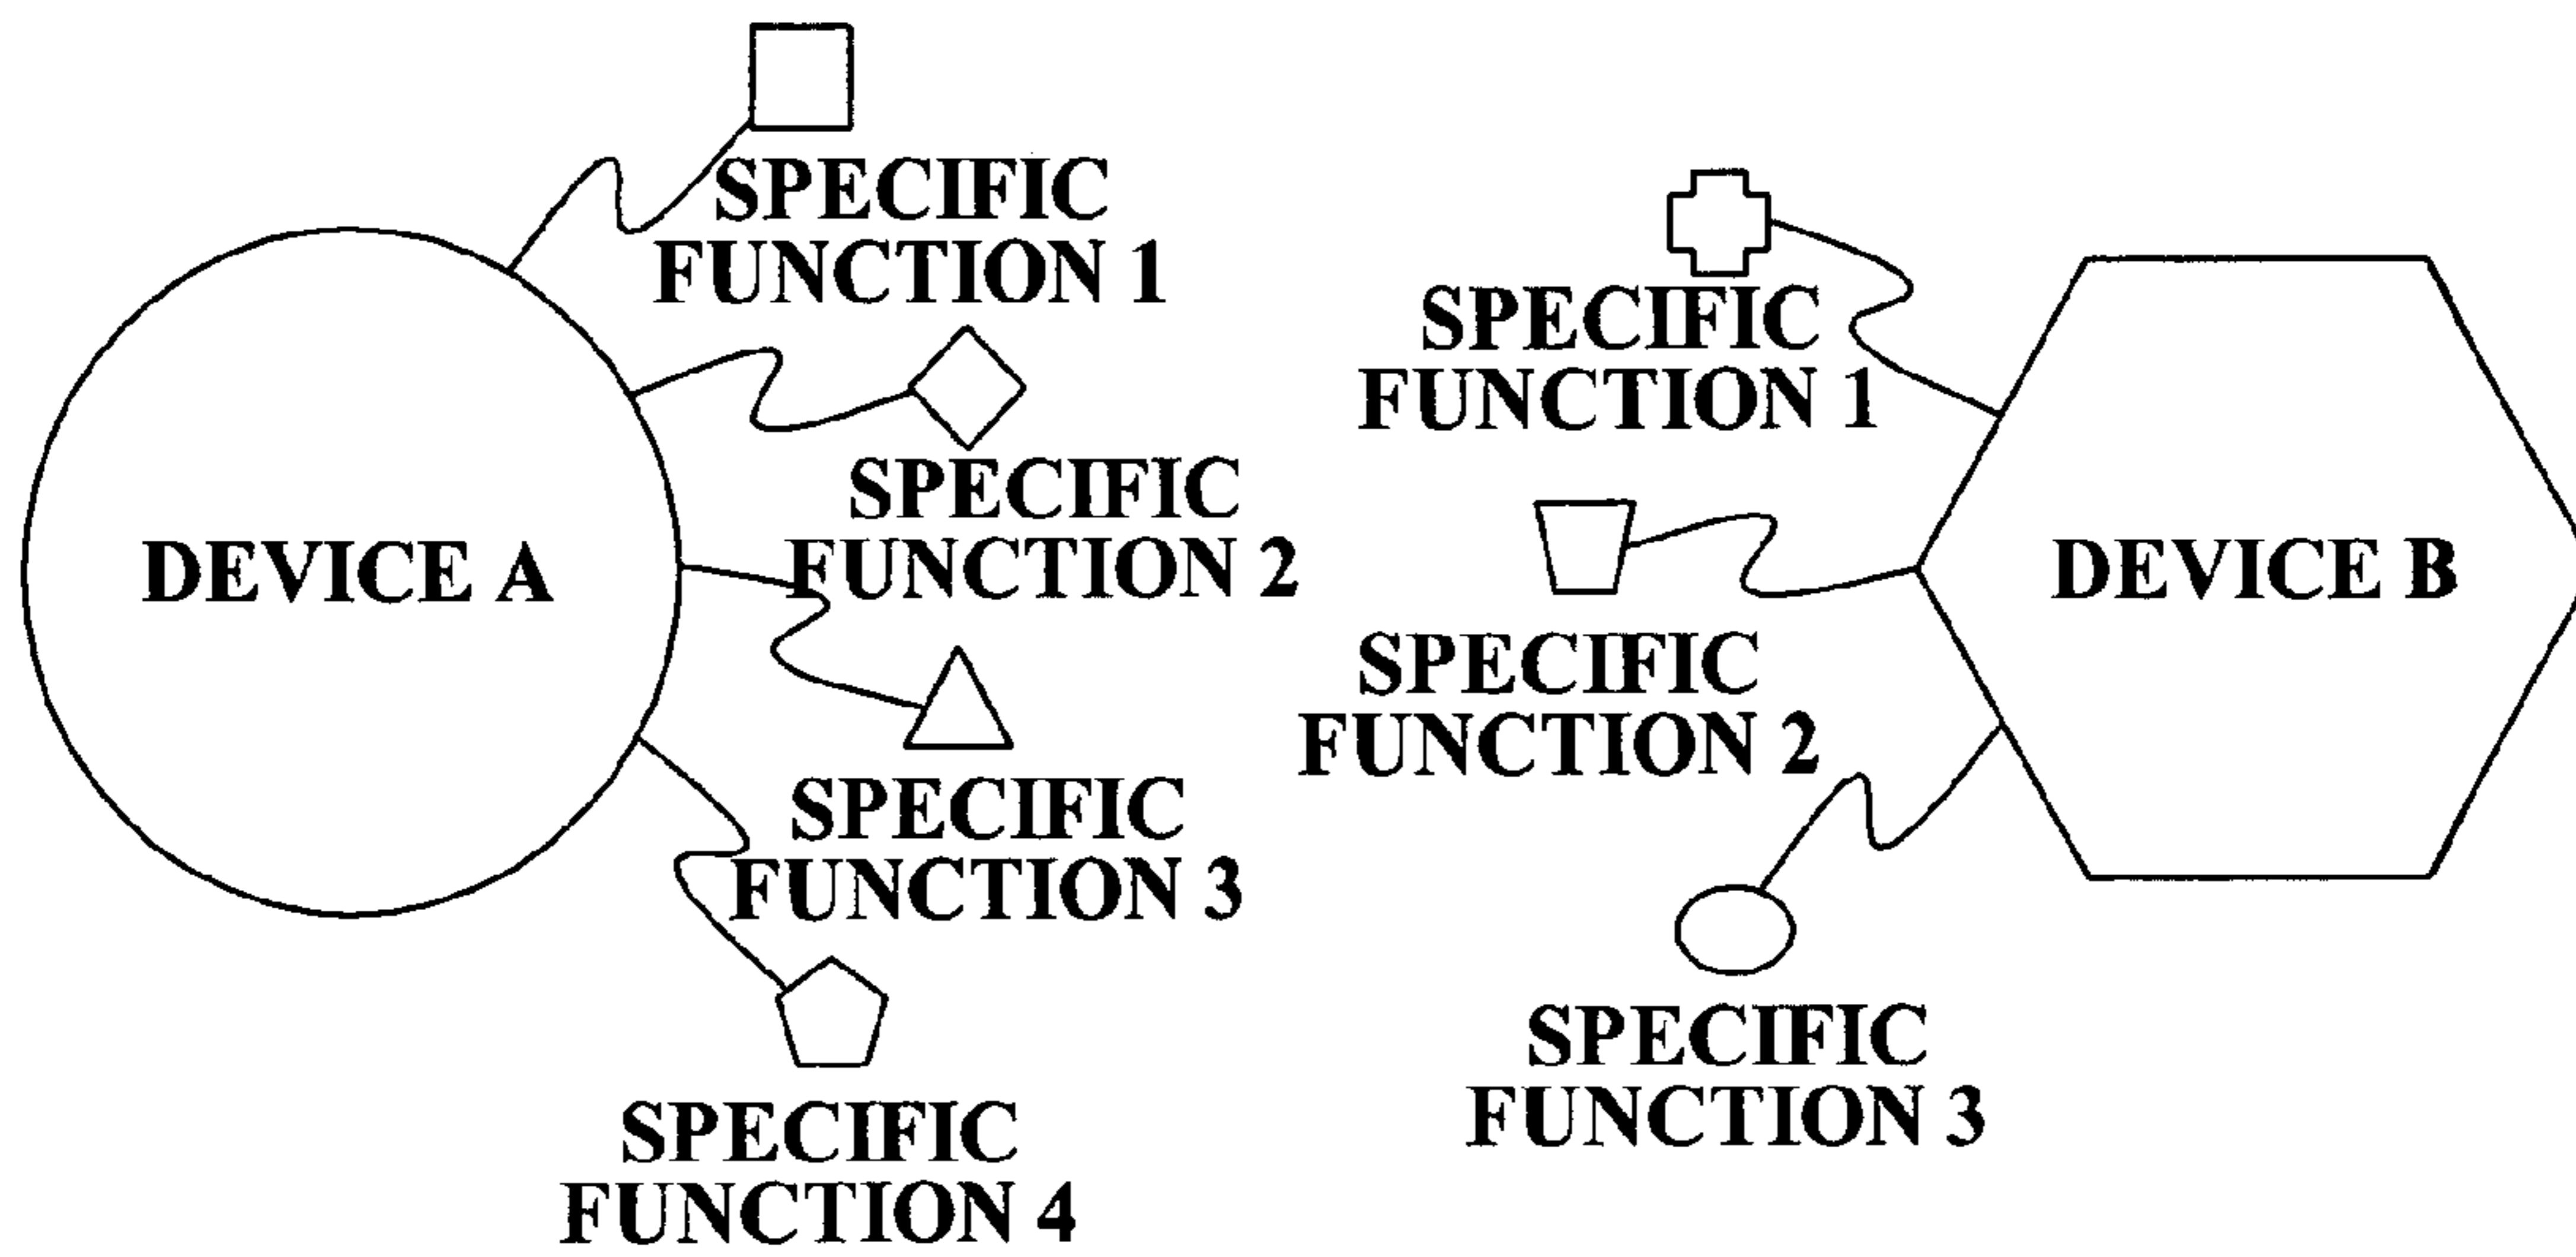 DEVICE A
SPECIFIC
FUNCTION 1
SPECIFIC
FUNCTION 2
SPECIFIC
FUNCTION 3
SPECIFIC
FUNCTION 4
SPECIFIC
FUNCTION 1
SPECIFIC
FUNCTION 2
SPECIFIC
FUNCTION 3
DEVICE B